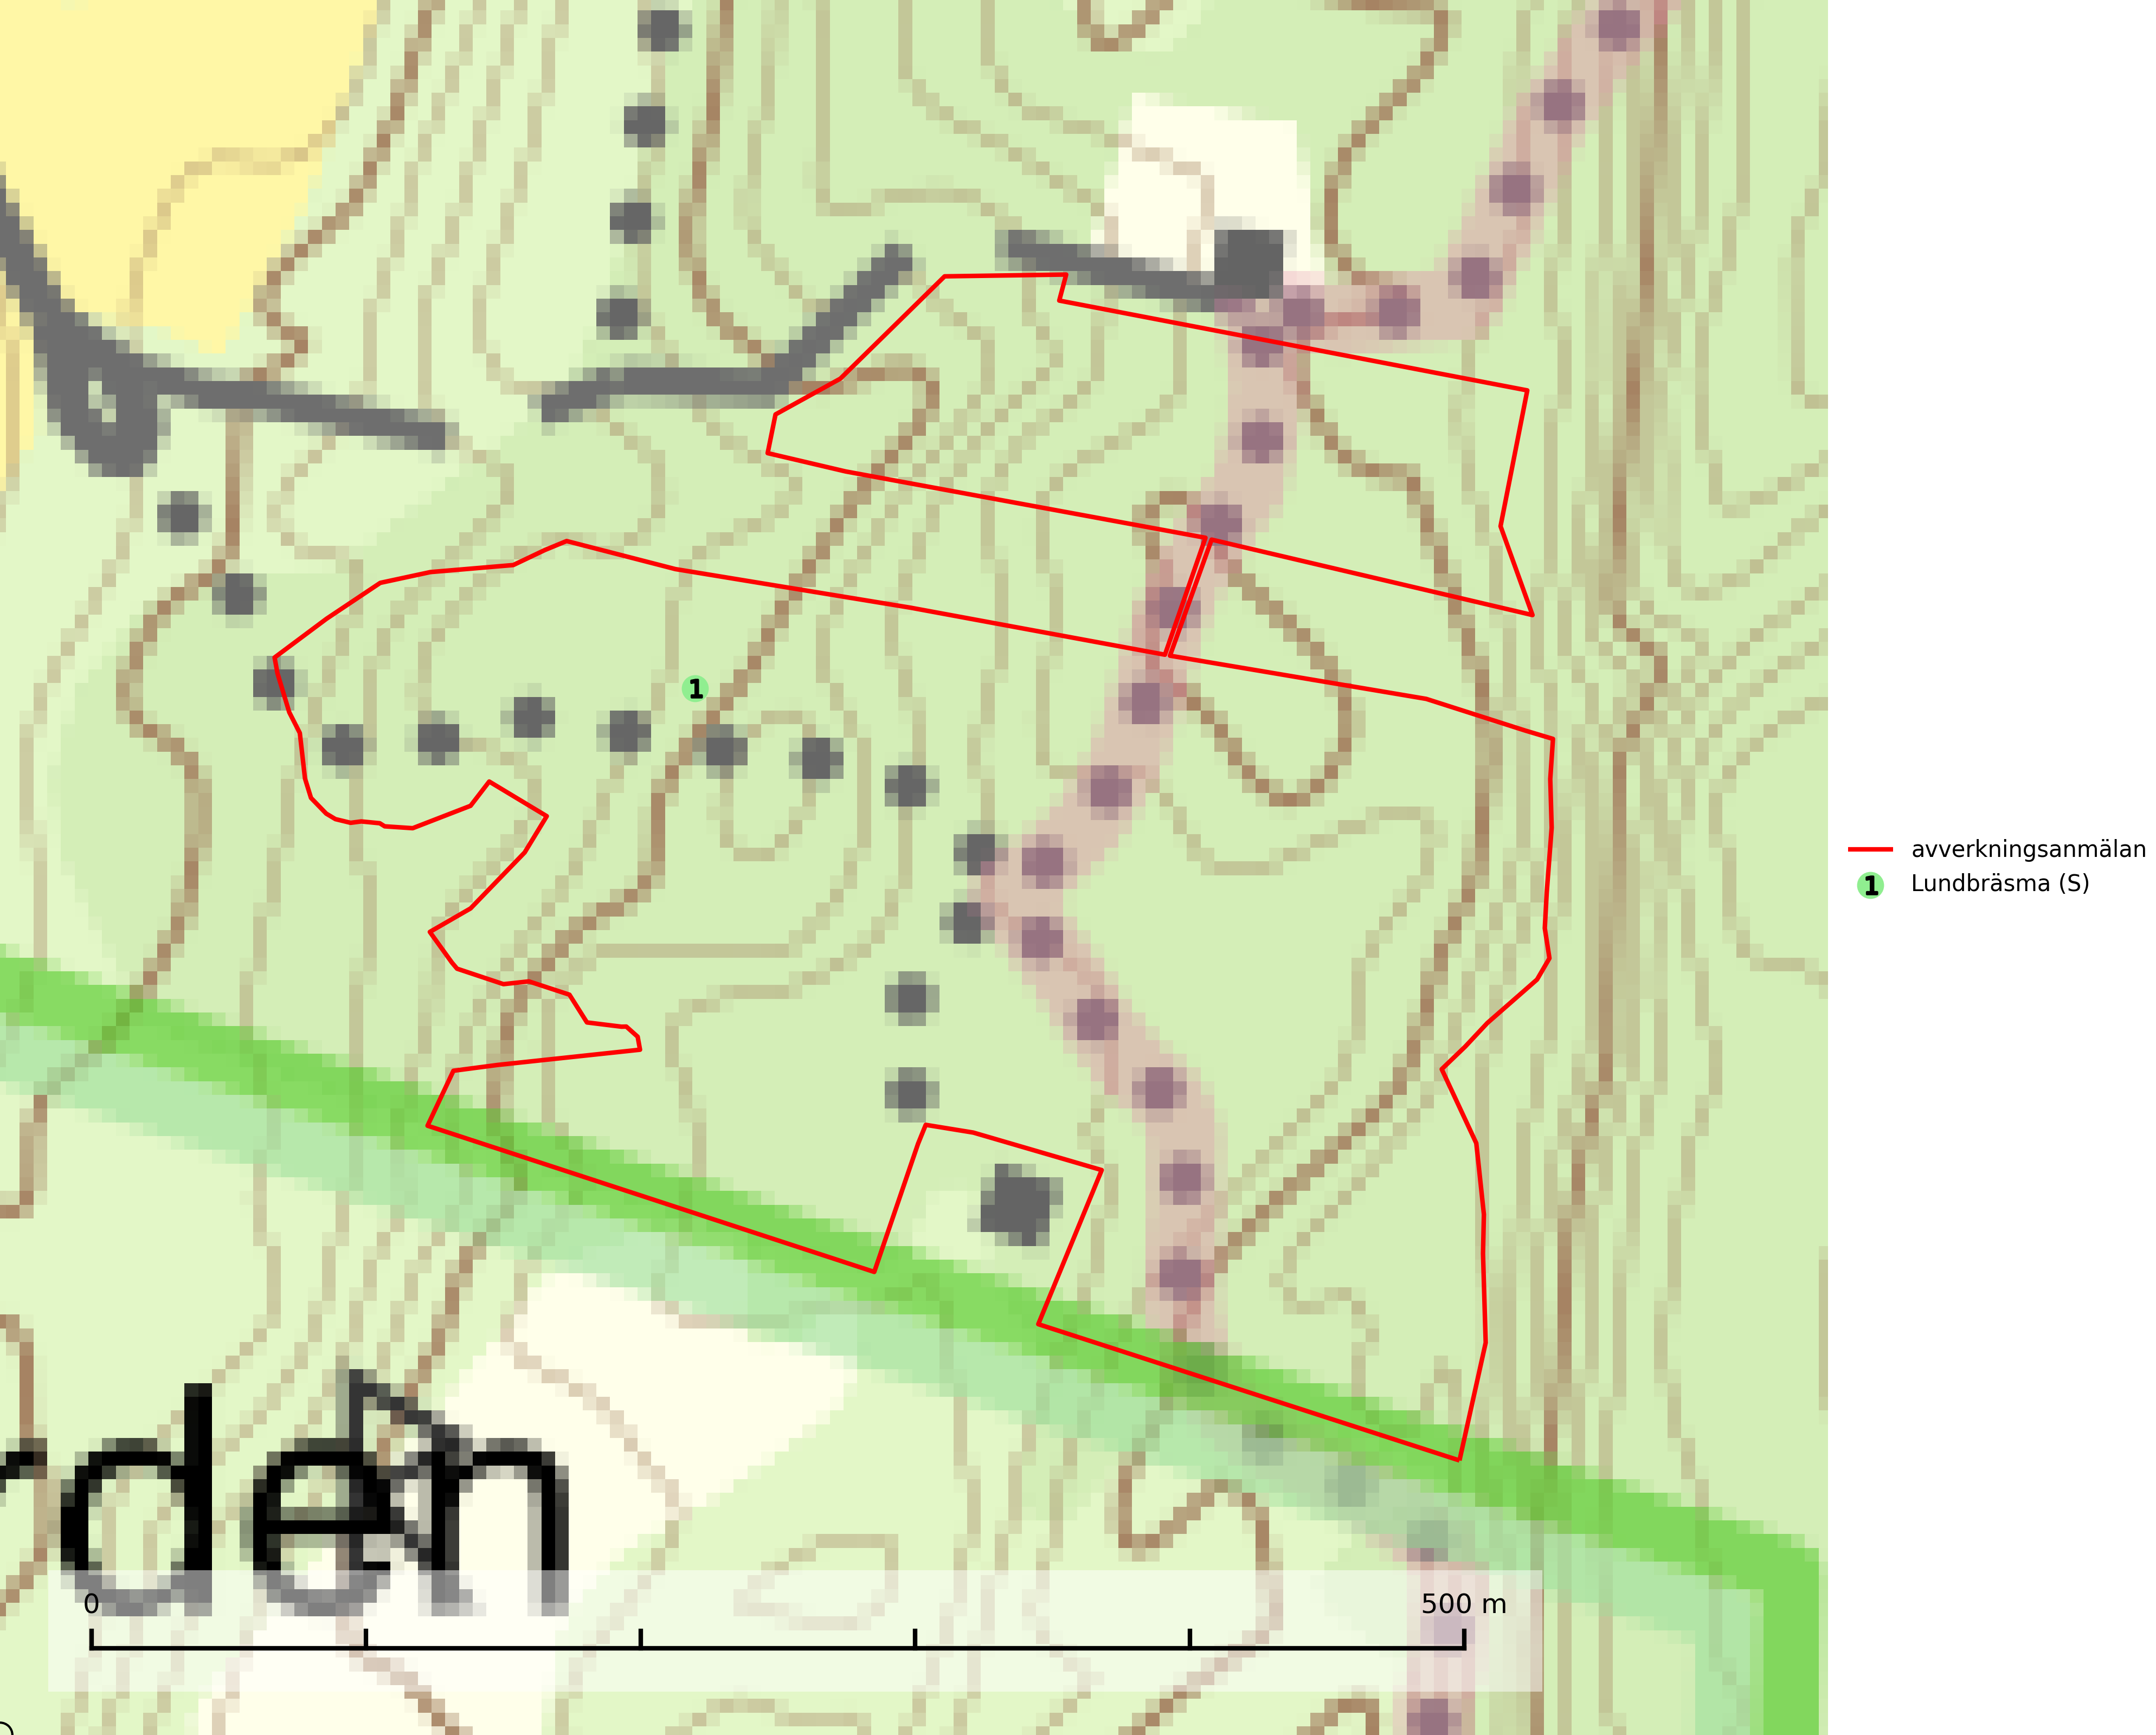 avverkningsanmälan
1 Lundbräsma (S)
1
rden
0 500 m